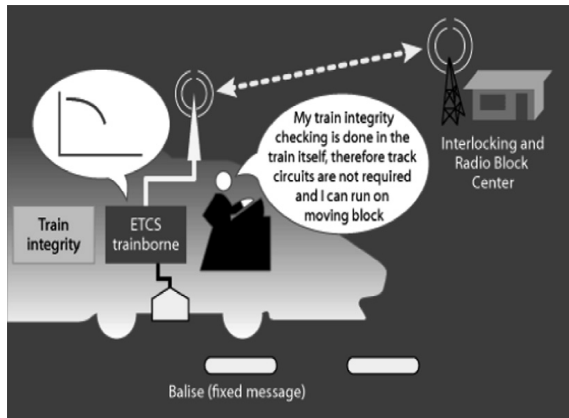 My train integrity
checking is done in the
train itself, therefore track
circuits are not required
and I can run on
moving block
Interlocking and
Radio Block
Center
Train
integrity
ETCS
trainborne
Balise (fixed message)